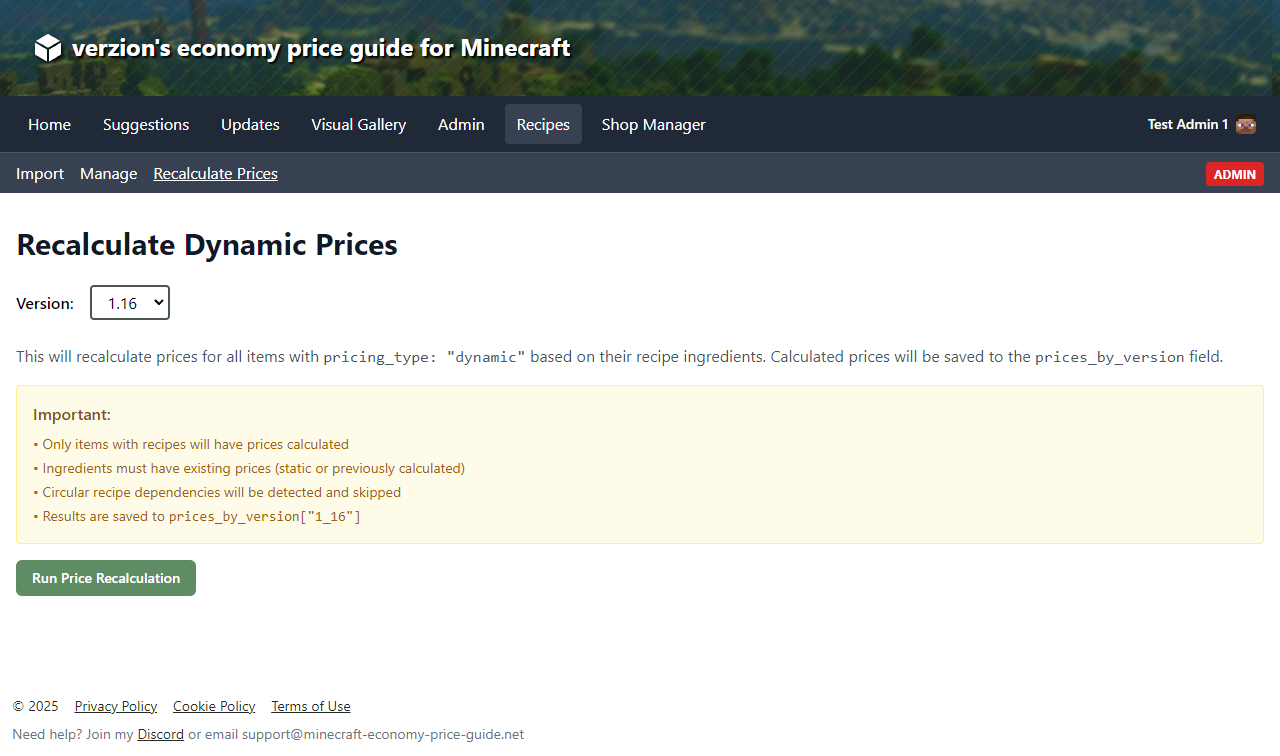 verzion's economy price guide for Minecraft
Home Suggestions Updates Visual Gallery Admin Recipes Shop Manager Test Admin 1
Import Manage Recalculate Prices ADMIN
Recalculate Dynamic Prices
Version: 1.16
This will recalculate prices for all items with pricing_type: "dynamic" based on their recipe ingredients. Calculated prices will be saved to the prices_by_version field.
Important:
• Only items with recipes will have prices calculated
• Ingredients must have existing prices (static or previously calculated)
• Circular recipe dependencies will be detected and skipped
• Results are saved to prices_by_version["1_16"]
Run Price Recalculation
© 2025 Privacy Policy Cookie Policy Terms of Use
Need help? Join my Discord or email support@minecraft-economy-price-guide.net